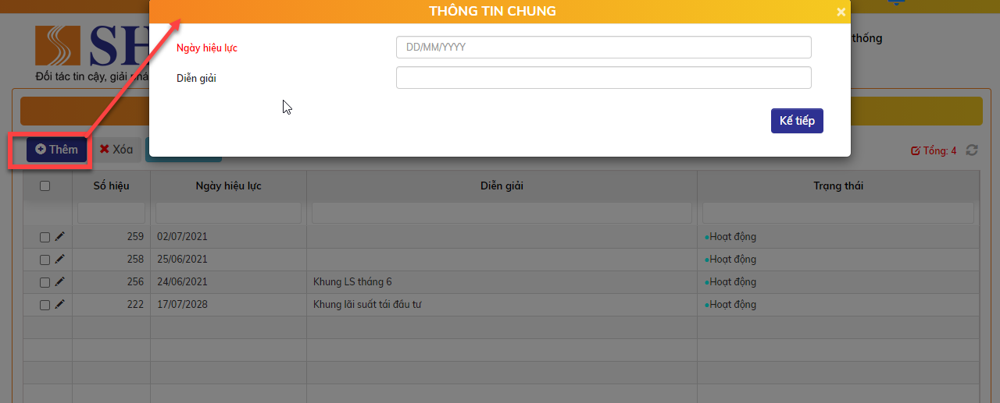 THÔNG TIN CHUNG
×
thống
SH
Ngày hiệu lực
DD/MM/YYYY
Đối tác tin cậy, giải
Diễn giải
Kế tiếp
Thêm
Xóa
Tổng: 4
Số hiệu Ngày hiệu lực Diễn giải Trạng thái
259 02/07/2021 Hoạt động
258 25/06/2021 Hoạt động
256 24/06/2021 Khung LS tháng 6 Hoạt động
222 17/07/2028 Khung lãi suất tái đầu tư Hoạt động